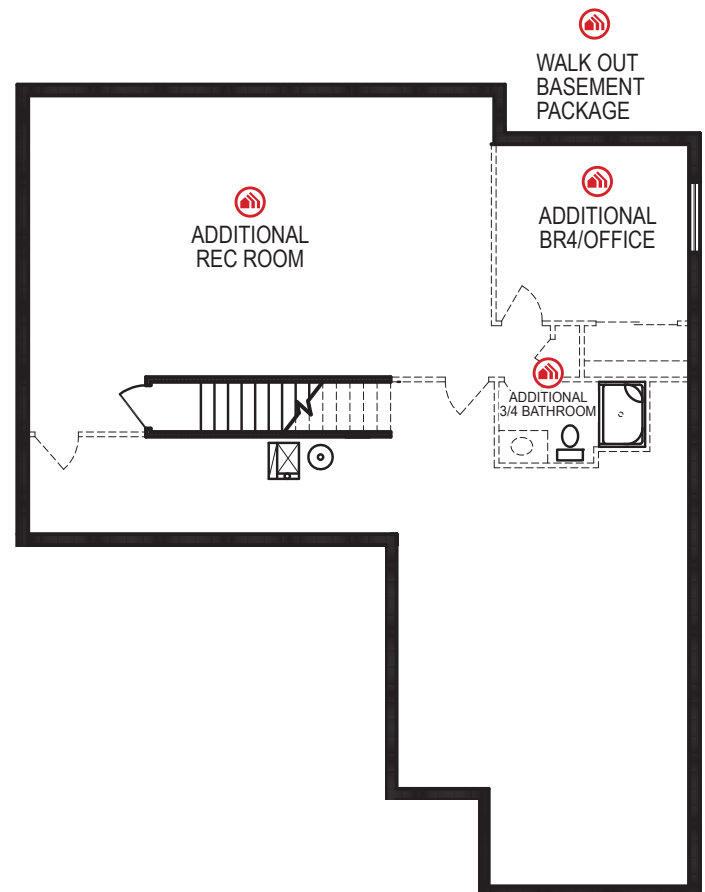 WALK OUT
BASEMENT
PACKAGE
ADDITIONAL
REC ROOM
ADDITIONAL
BR4/OFFICE
ADDITIONAL
3/4 BATHROOM